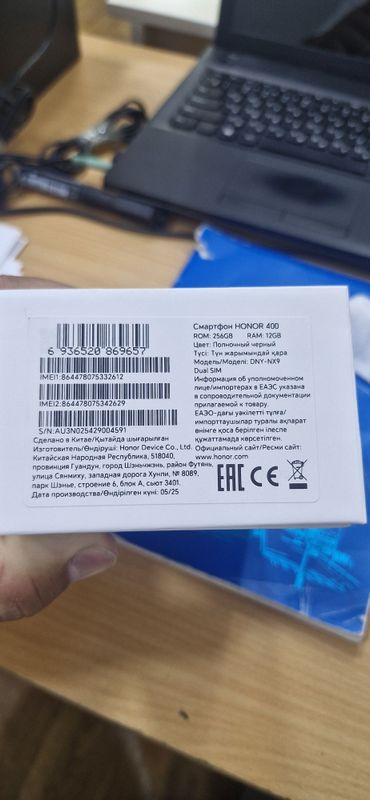 6 936520 869657
IMEI1:864478075332612
IMEI2:864478075342629
S/N:AU3N025429004591
Сделано в Китае/Қытайда шығарылған
Изготовитель/Өндіруші: Honor Device Co., Ltd.
Китайская Народная Республика, 518040,
провинция Гуандун, город Шэньчжэнь, район Футянь,
улица Сянмиху, западная дорога Хунли, № 8089,
парк Шэнье, строение 6, блок А, сьют 3401.
Дата производства/Өндірілген күні: 05/25
Смартфон HONOR 400
ROM: 256GB RAM: 12GB
Цвет: Полночный черный
Түсі: Түн жарымындай қара
Модель/Моделі: DNY-NX9
Dual SIM
Информация об уполномоченном
лице/импортерах в ЕАЭС указана
в сопроводительной документации
прилагаемой к товару.
ЕАЭО-дағы уәкілетті тұлға/
импорттаушылар туралы ақпарат
өнімге қоса берілген ілеспе
құжаттамада көрсетілген.
Официальный сайт/Ресми сайт:
www.honor.com
EAC CE